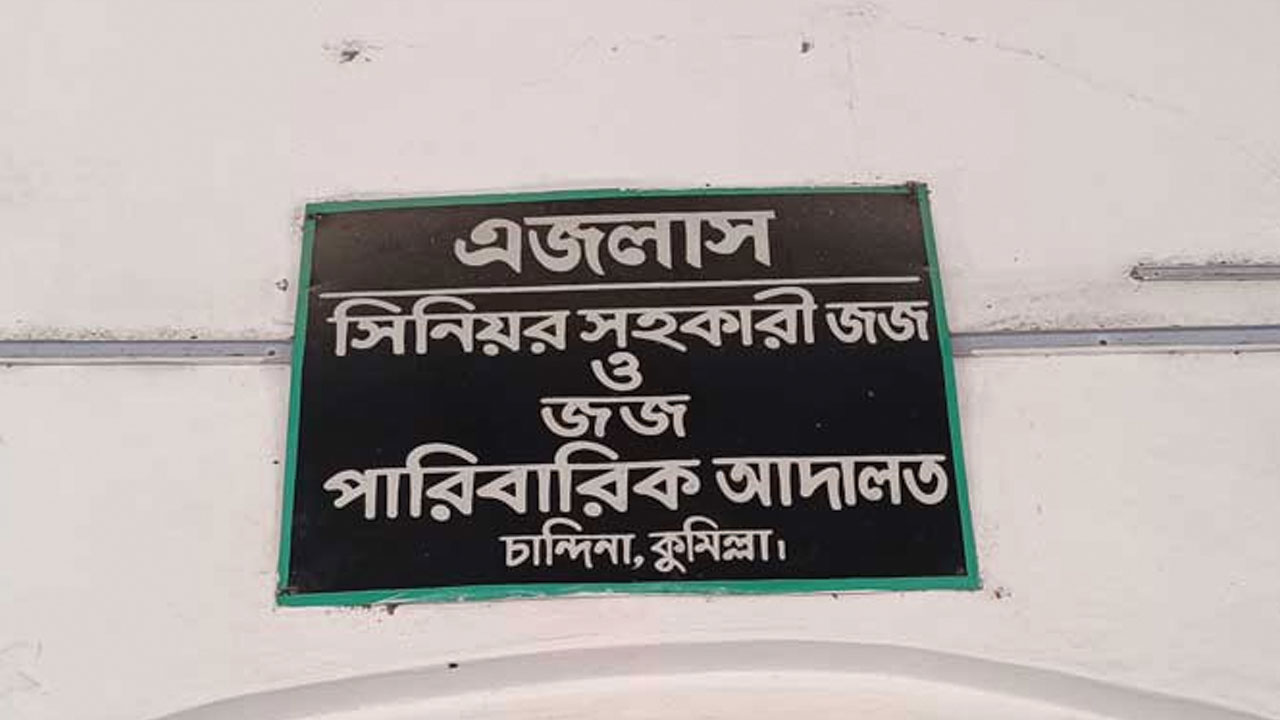 এজলাস
সিনিয়র সহকারী জজ
ও
জজ
পারিবারিক আদালত
চান্দিনা, কুমিল্লা।